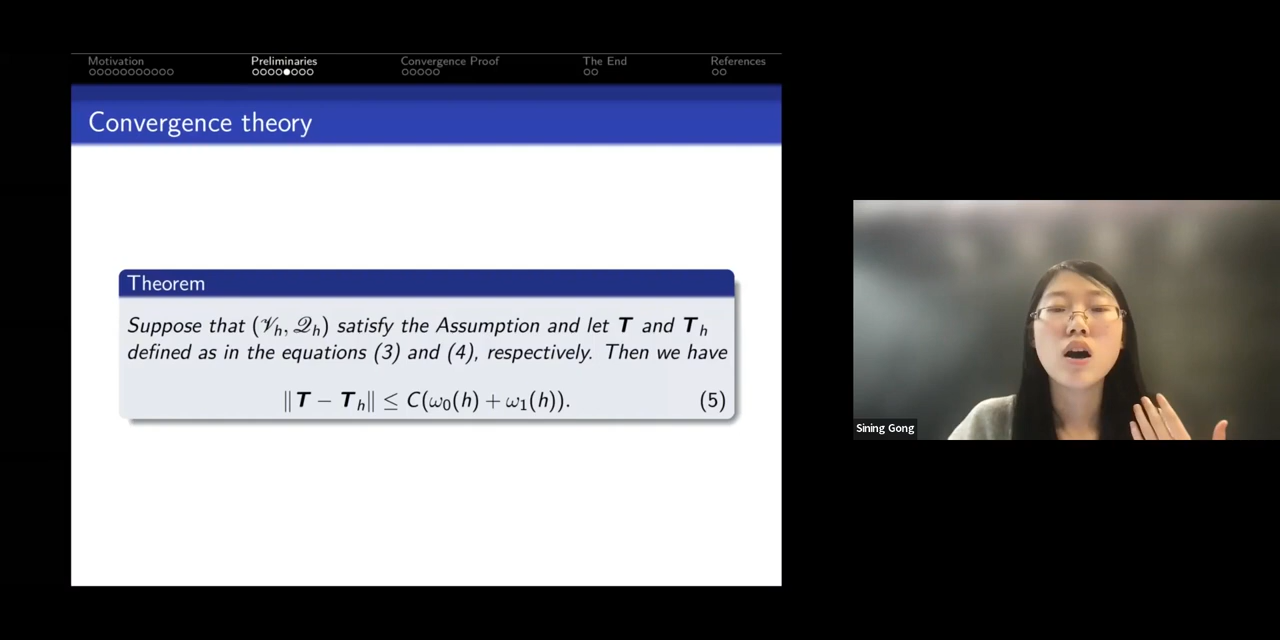 Motivation Preliminaries Convergence Proof The End References
Convergence theory
Theorem
Suppose that (𝒱ₕ, 𝒬ₕ) satisfy the Assumption and let T and Tₕ
defined as in the equations (3) and (4), respectively. Then we have
‖T − Tₕ‖ ≤ C(ω₀(h) + ω₁(h)). (5)
Sining Gong